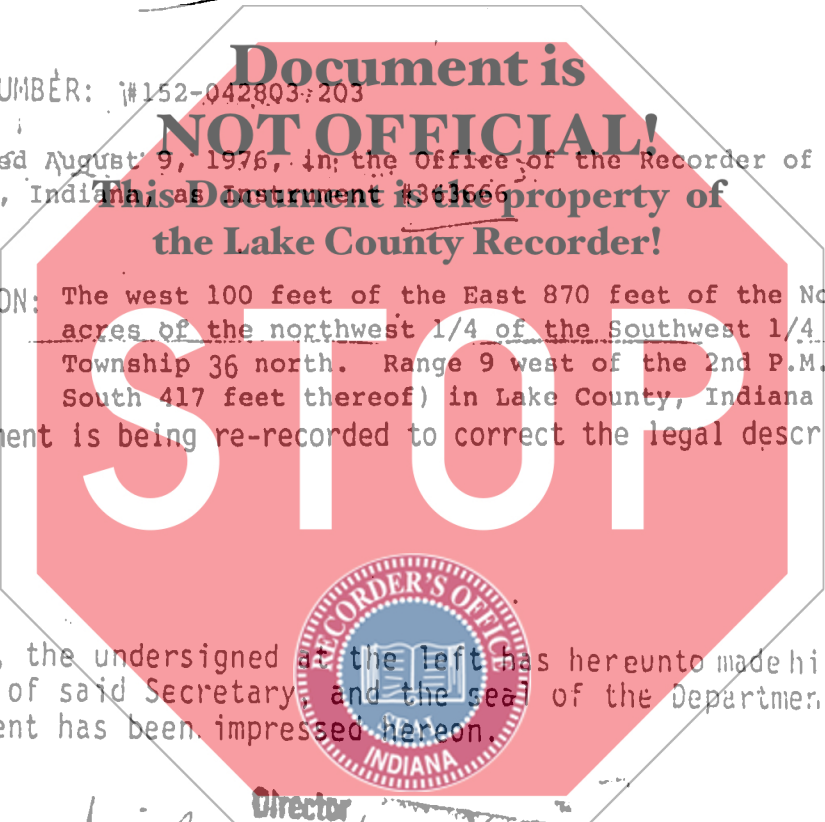 UMBER: #152-042803-203
ed August 9, 1976, in the Office of the Recorder of
, Indiana, as Instrument #363666
Document is
NOT OFFICIAL!
This Document is the property of
the Lake County Recorder!
ON: The west 100 feet of the East 870 feet of the No
acres of the northwest 1/4 of the Southwest 1/4
Township 36 north. Range 9 west of the 2nd P.M.
South 417 feet thereof) in Lake County, Indiana
ment is being re-recorded to correct the legal descr
STOP
, the undersigned at the left has hereunto made hi
of said Secretary, and the seal of the Departmen
ent has been impressed hereon.
RECORDER'S OFFICE
SEAL
INDIANA
Director